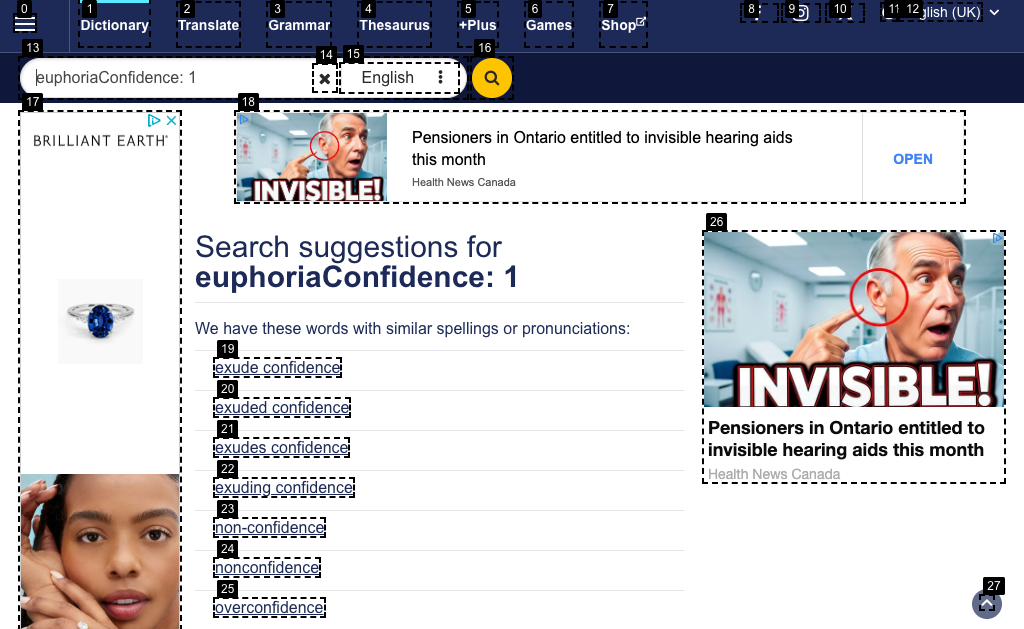 0 1 2 3 4 5 6 7 8 9 10 11 12
Dictionary Translate Grammar Thesaurus +Plus Games Shop
glish (UK)
13 14 15 16
euphoriaConfidence: 1 English
17 18
BRILLIANT EARTH
Pensioners in Ontario entitled to invisible hearing aids
this month
Health News Canada
OPEN
INVISIBLE!
Search suggestions for
euphoriaConfidence: 1
We have these words with similar spellings or pronunciations:
19
exude confidence
20
exuded confidence
21
exudes confidence
22
exuding confidence
23
non-confidence
24
nonconfidence
25
overconfidence
26
INVISIBLE!
Pensioners in Ontario entitled to
invisible hearing aids this month
Health News Canada
27